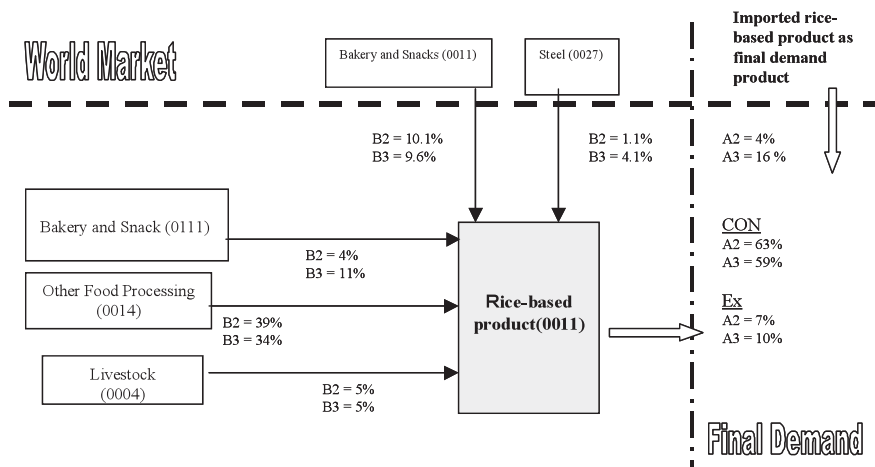 World Market
Bakery and Snacks (0011)
Steel (0027)
Imported rice-
based product as
final demand
product
B2 = 10.1%
B3 = 9.6%
B2 = 1.1%
B3 = 4.1%
A2 = 4%
A3 = 16 %
Bakery and Snack (0111)
B2 = 4%
B3 = 11%
Other Food Processing
(0014)
B2 = 39%
B3 = 34%
Livestock
(0004)
B2 = 5%
B3 = 5%
Rice-based
product(0011)
CON
A2 = 63%
A3 = 59%
Ex
A2 = 7%
A3 = 10%
Final Demand